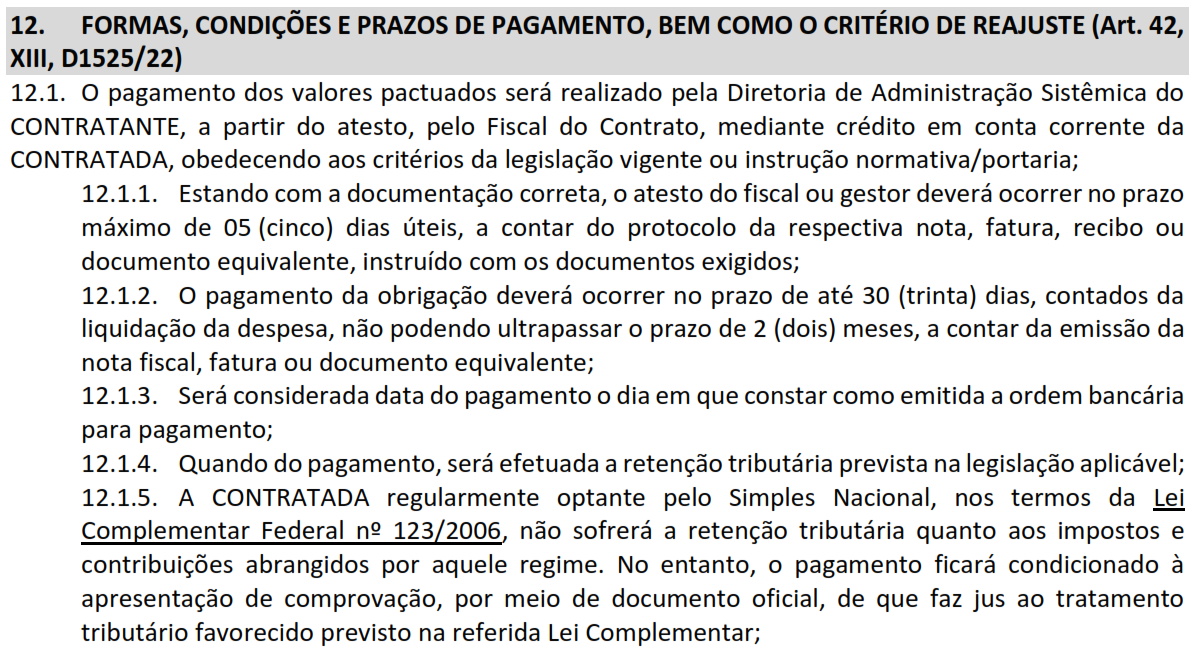 12. FORMAS, CONDIÇÕES E PRAZOS DE PAGAMENTO, BEM COMO O CRITÉRIO DE REAJUSTE (Art. 42,
XIII, D1525/22)
12.1. O pagamento dos valores pactuados será realizado pela Diretoria de Administração Sistêmica do
CONTRATANTE, a partir do atesto, pelo Fiscal do Contrato, mediante crédito em conta corrente da
CONTRATADA, obedecendo aos critérios da legislação vigente ou instrução normativa/portaria;
12.1.1. Estando com a documentação correta, o atesto do fiscal ou gestor deverá ocorrer no prazo
máximo de 05 (cinco) dias úteis, a contar do protocolo da respectiva nota, fatura, recibo ou
documento equivalente, instruído com os documentos exigidos;
12.1.2. O pagamento da obrigação deverá ocorrer no prazo de até 30 (trinta) dias, contados da
liquidação da despesa, não podendo ultrapassar o prazo de 2 (dois) meses, a contar da emissão da
nota fiscal, fatura ou documento equivalente;
12.1.3. Será considerada data do pagamento o dia em que constar como emitida a ordem bancária
para pagamento;
12.1.4. Quando do pagamento, será efetuada a retenção tributária prevista na legislação aplicável;
12.1.5. A CONTRATADA regularmente optante pelo Simples Nacional, nos termos da Lei
Complementar Federal nº 123/2006, não sofrerá a retenção tributária quanto aos impostos e
contribuições abrangidos por aquele regime. No entanto, o pagamento ficará condicionado à
apresentação de comprovação, por meio de documento oficial, de que faz jus ao tratamento
tributário favorecido previsto na referida Lei Complementar;